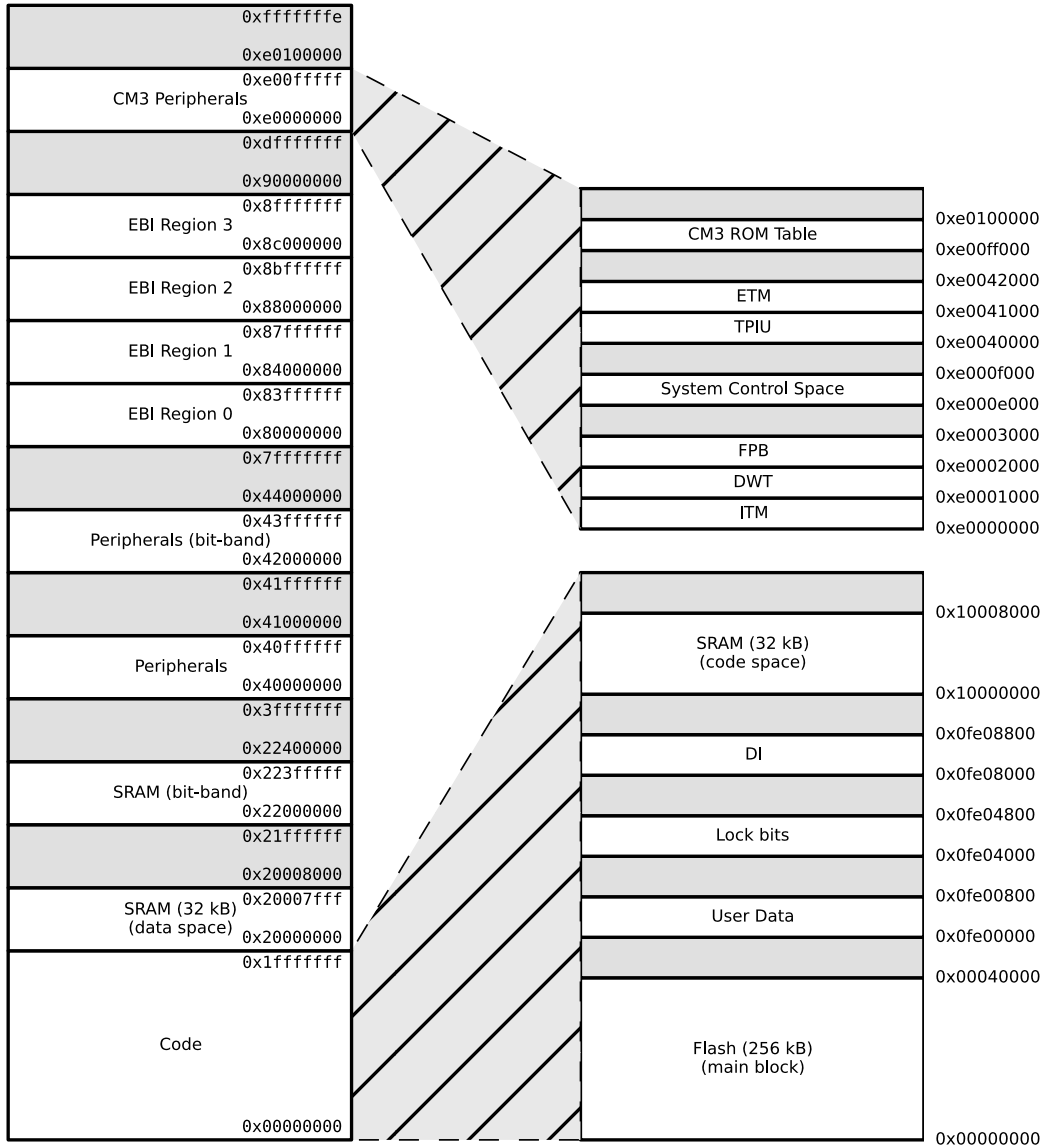 0xfffffffe
0xe0100000
0xe00fffff
CM3 Peripherals
0xe0000000
0xdfffffff
0x90000000
0x8fffffff
EBI Region 3
0x8c000000
0x8bffffff
EBI Region 2
0x88000000
0x87ffffff
EBI Region 1
0x84000000
0x83ffffff
EBI Region 0
0x80000000
0x7fffffff
0x44000000
0x43ffffff
Peripherals (bit-band)
0x42000000
0x41ffffff
0x41000000
0x40ffffff
Peripherals
0x40000000
0x3fffffff
0x22400000
0x223fffff
SRAM (bit-band)
0x22000000
0x21ffffff
0x20008000
0x20007fff
SRAM (32 kB)
(data space)
0x20000000
0x1fffffff
Code
0x00000000
0xe0100000
CM3 ROM Table
0xe00ff000
0xe0042000
ETM
0xe0041000
TPIU
0xe0040000
0xe000f000
System Control Space
0xe000e000
0xe0003000
FPB
0xe0002000
DWT
0xe0001000
ITM
0xe0000000
0x10008000
SRAM (32 kB)
(code space)
0x10000000
0x0fe08800
DI
0x0fe08000
0x0fe04800
Lock bits
0x0fe04000
0x0fe00800
User Data
0x0fe00000
0x00040000
Flash (256 kB)
(main block)
0x00000000